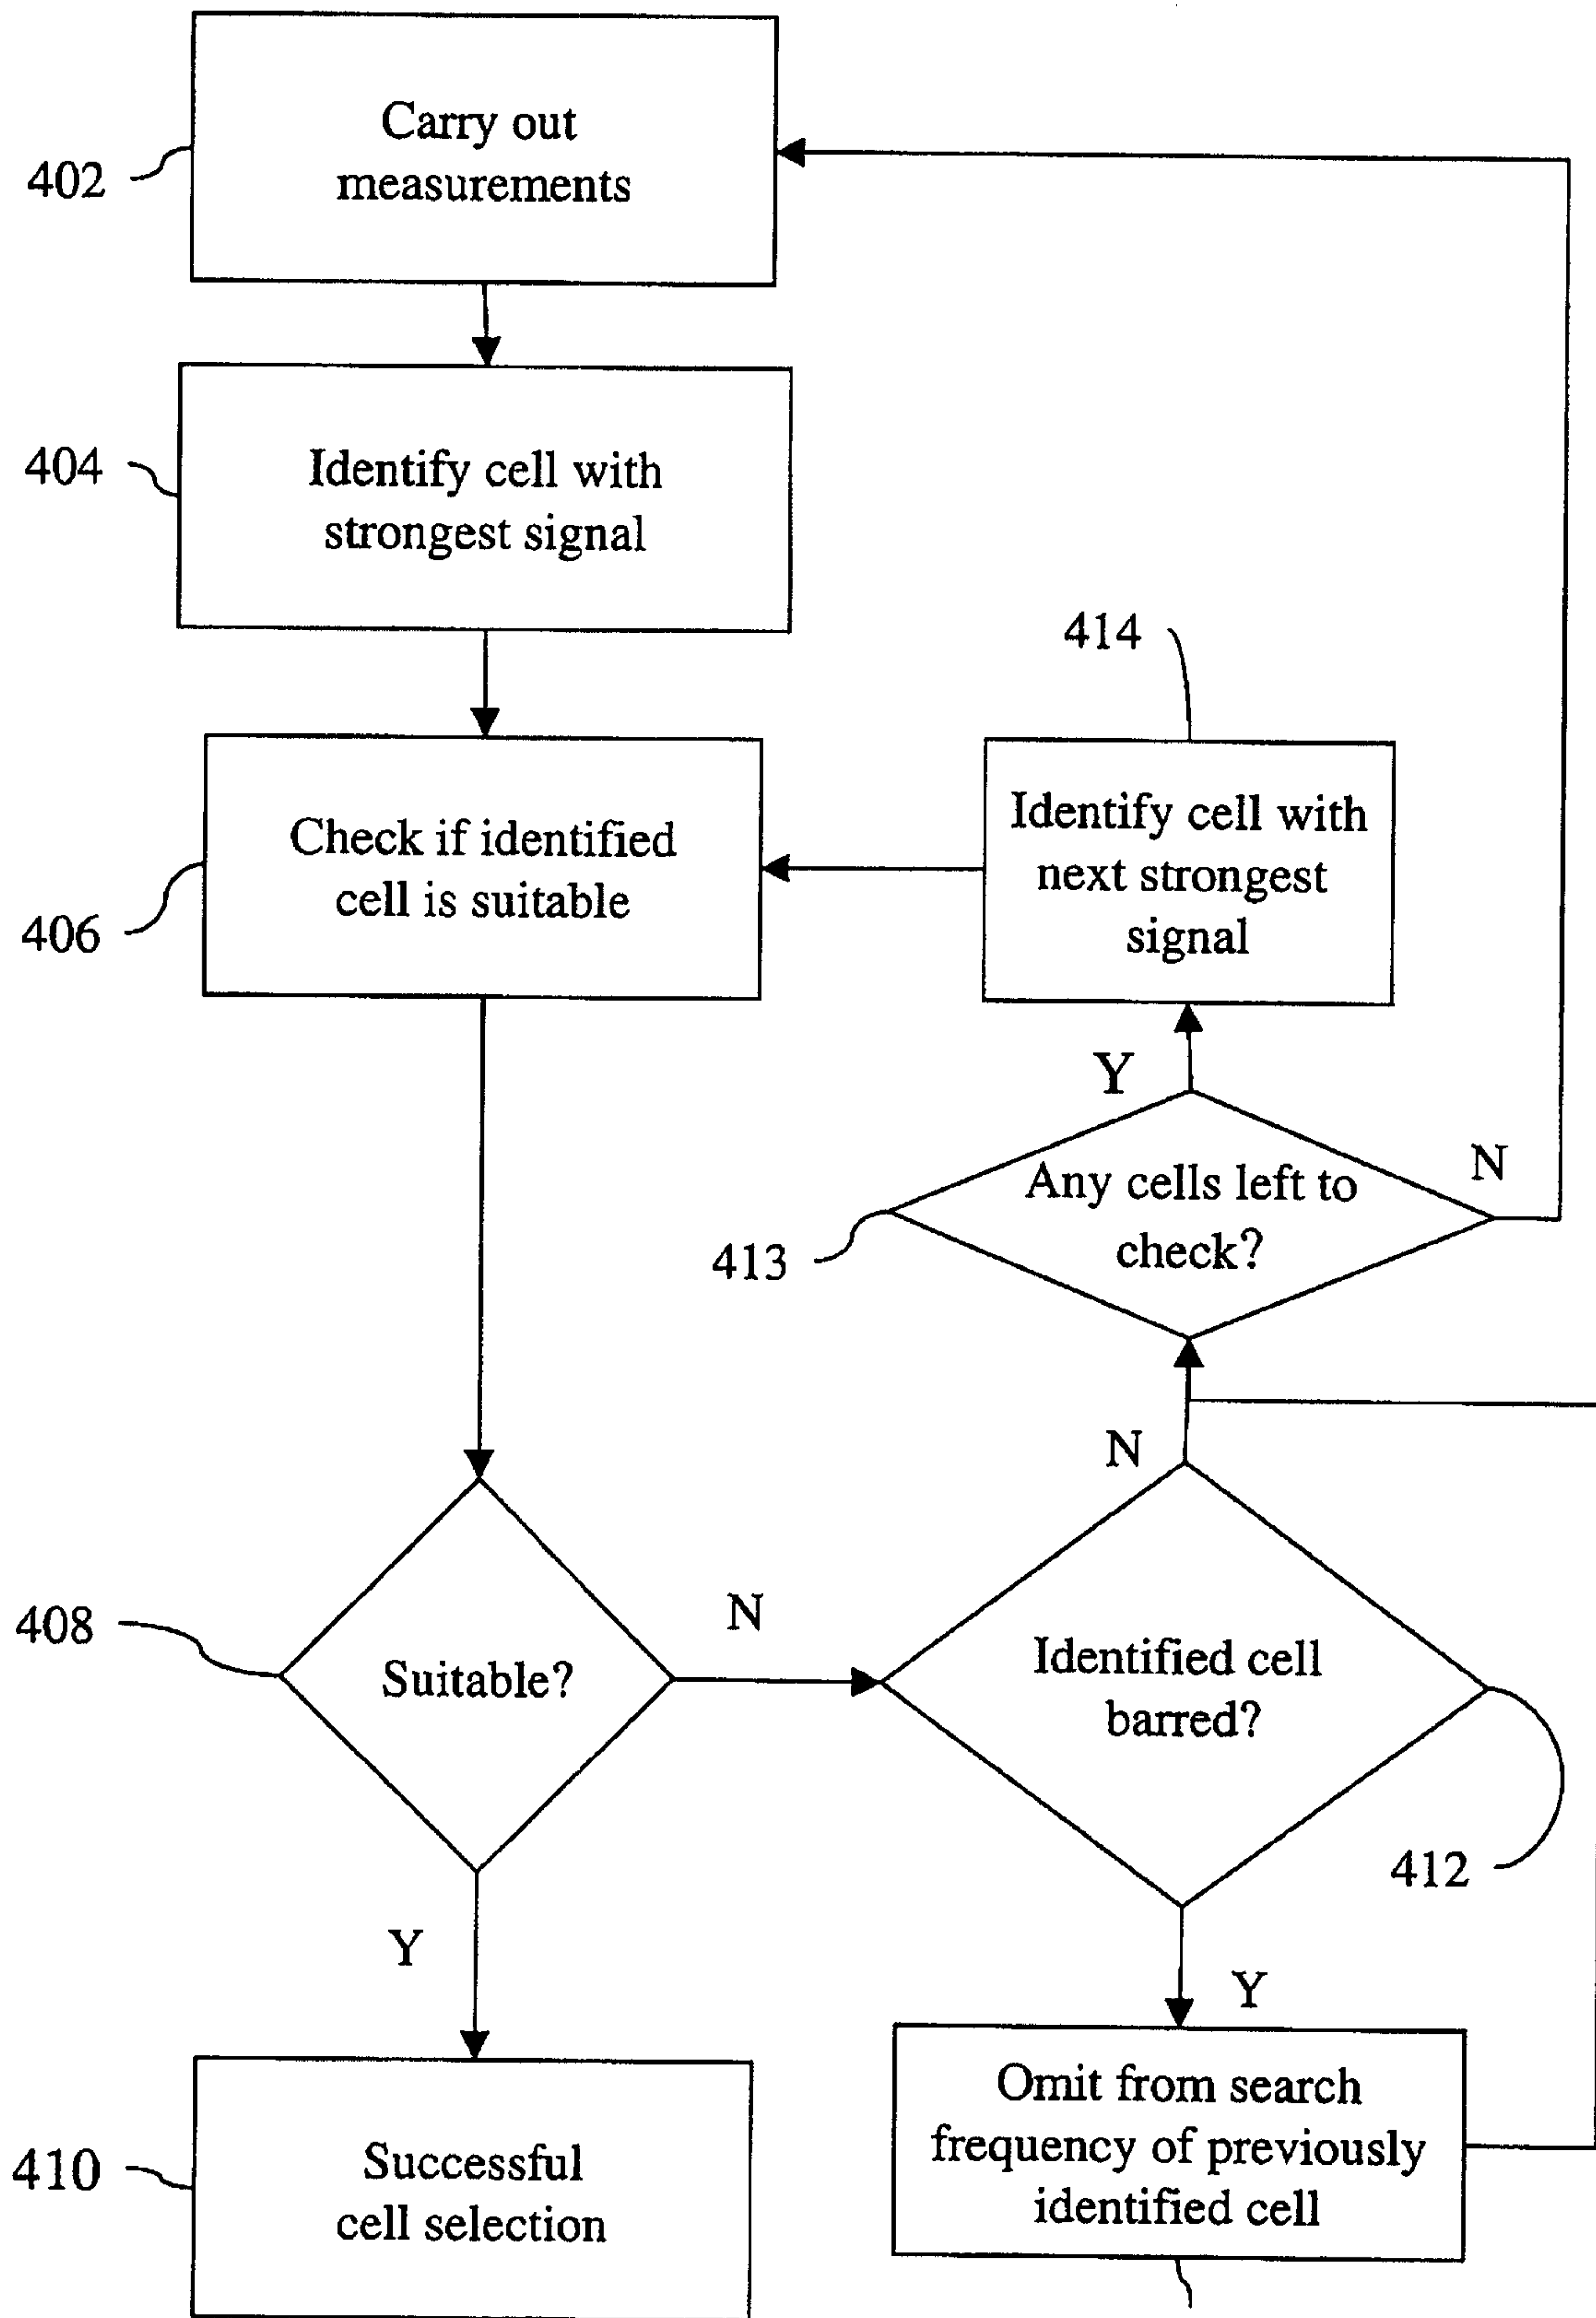 Carry out
measurements
402
404
Identify cell with
strongest signal
414
Check if identified
cell is suitable
406
Identify cell with
next strongest
signal
Y
N
Any cells left to
check?
413
N
408
Suitable?
N
Identified cell
barred?
412
Y
Y
Omit from search
frequency of previously
identified cell
410
Successful
cell selection